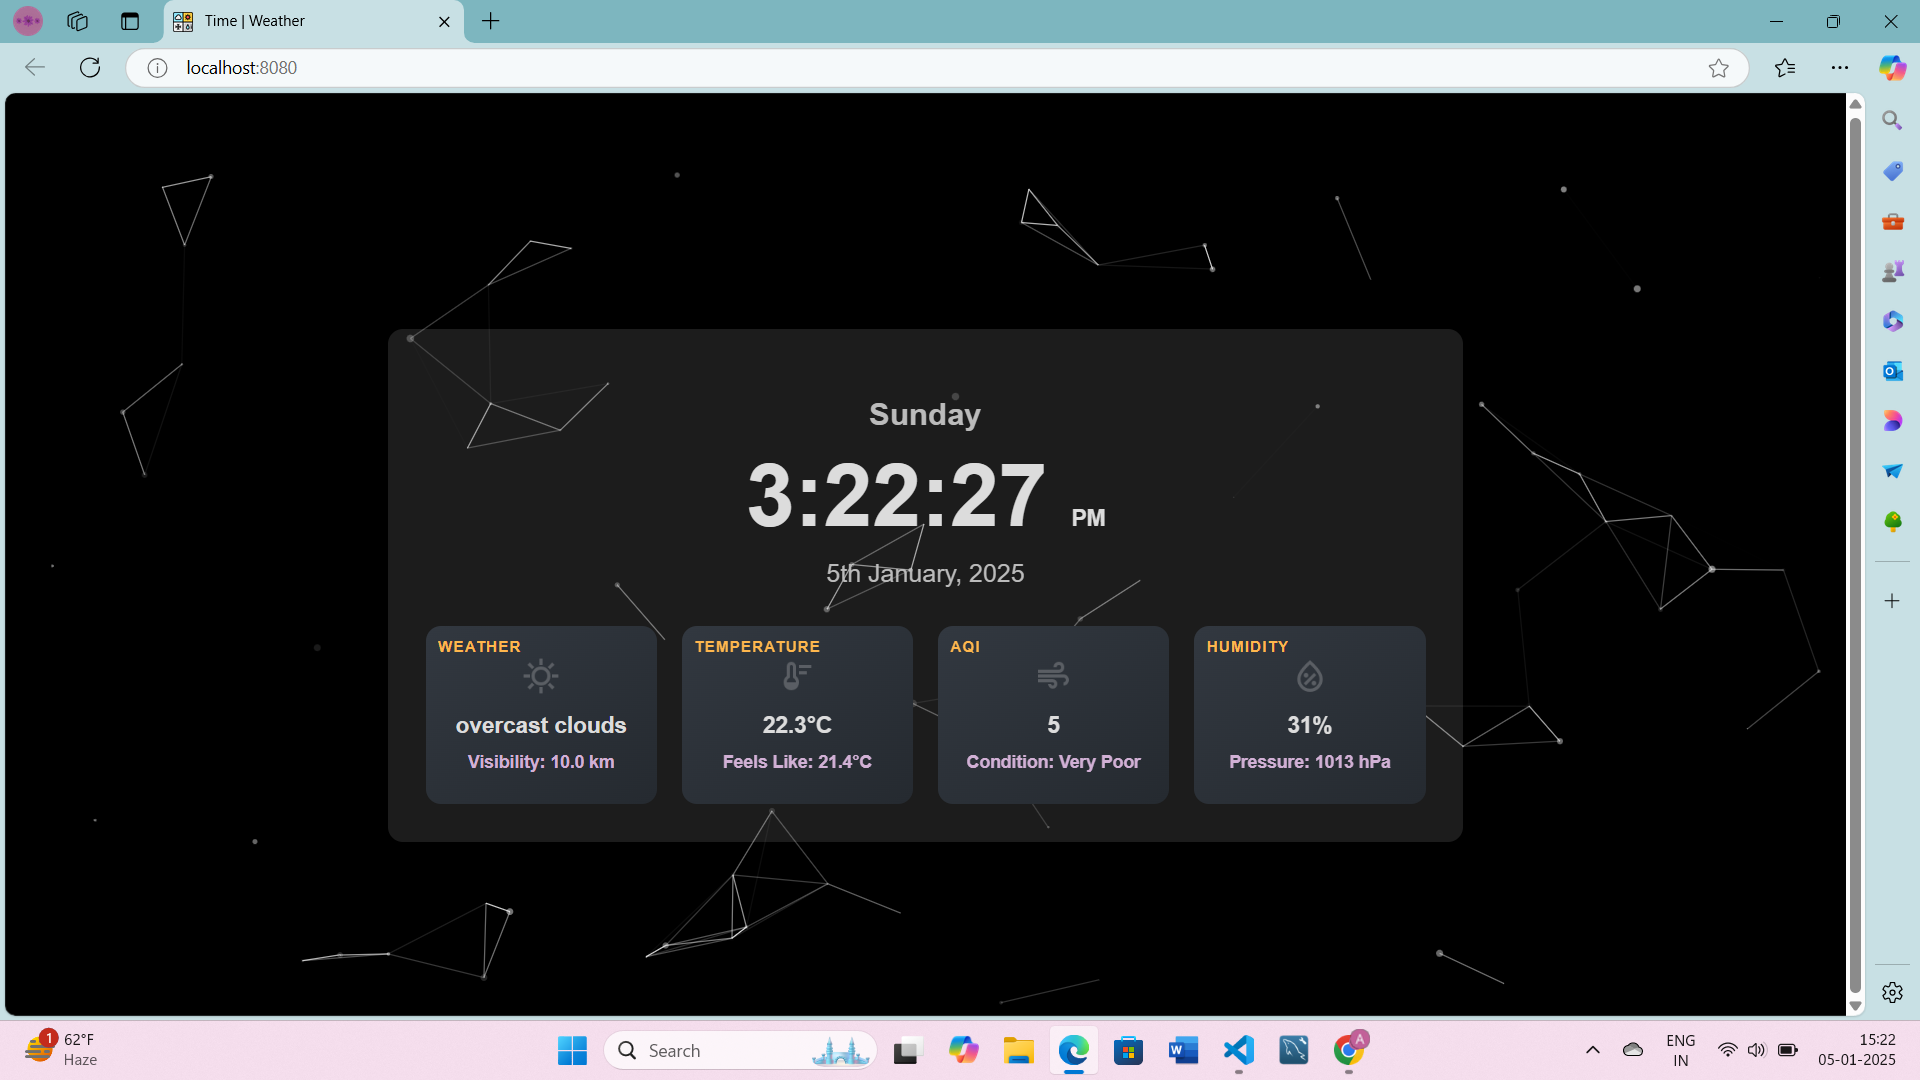 Time | Weather
localhost:8080
Sunday
3:22:27 PM
5th January, 2025
WEATHER
overcast clouds
Visibility: 10.0 km
TEMPERATURE
22.3°C
Feels Like: 21.4°C
AQI
5
Condition: Very Poor
HUMIDITY
31%
Pressure: 1013 hPa
1
62°F
Haze
Search
W
A
ENG
IN
15:22
05-01-2025